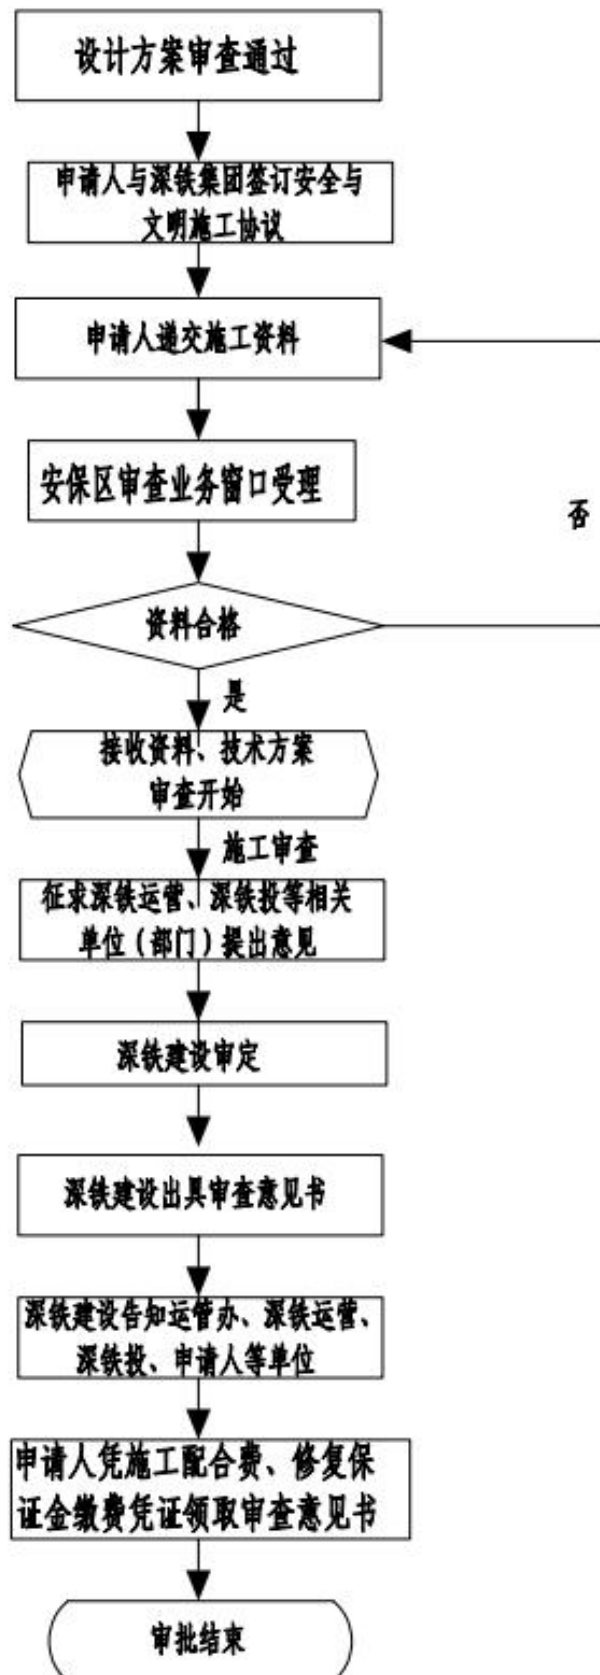 设计方案审查通过
申请人与深铁集团签订安全与
文明施工协议
申请人递交施工资料
安保区审查业务窗口受理
否
资料合格
是
接收资料、技术方案
审查开始
施工审查
征求深铁运营、深铁投等相关
单位（部门）提出意见
深铁建设审定
深铁建设出具审查意见书
深铁建设告知运管办、深铁运营、
深铁投、申请人等单位
申请人凭施工配合费、修复保
证金缴费凭证领取审查意见书
审批结束